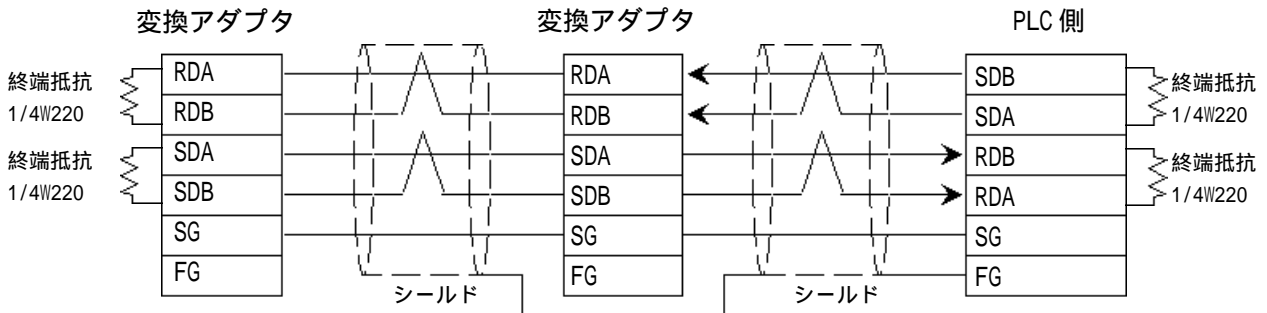 変換アダプタ
変換アダプタ
PLC 側
終端抵抗
1/4W220
終端抵抗
1/4W220
RDA
RDB
SDA
SDB
SG
FG
シールド
RDA
RDB
SDA
SDB
SG
FG
シールド
SDB
SDA
RDB
RDA
SG
FG
終端抵抗
1/4W220
終端抵抗
1/4W220